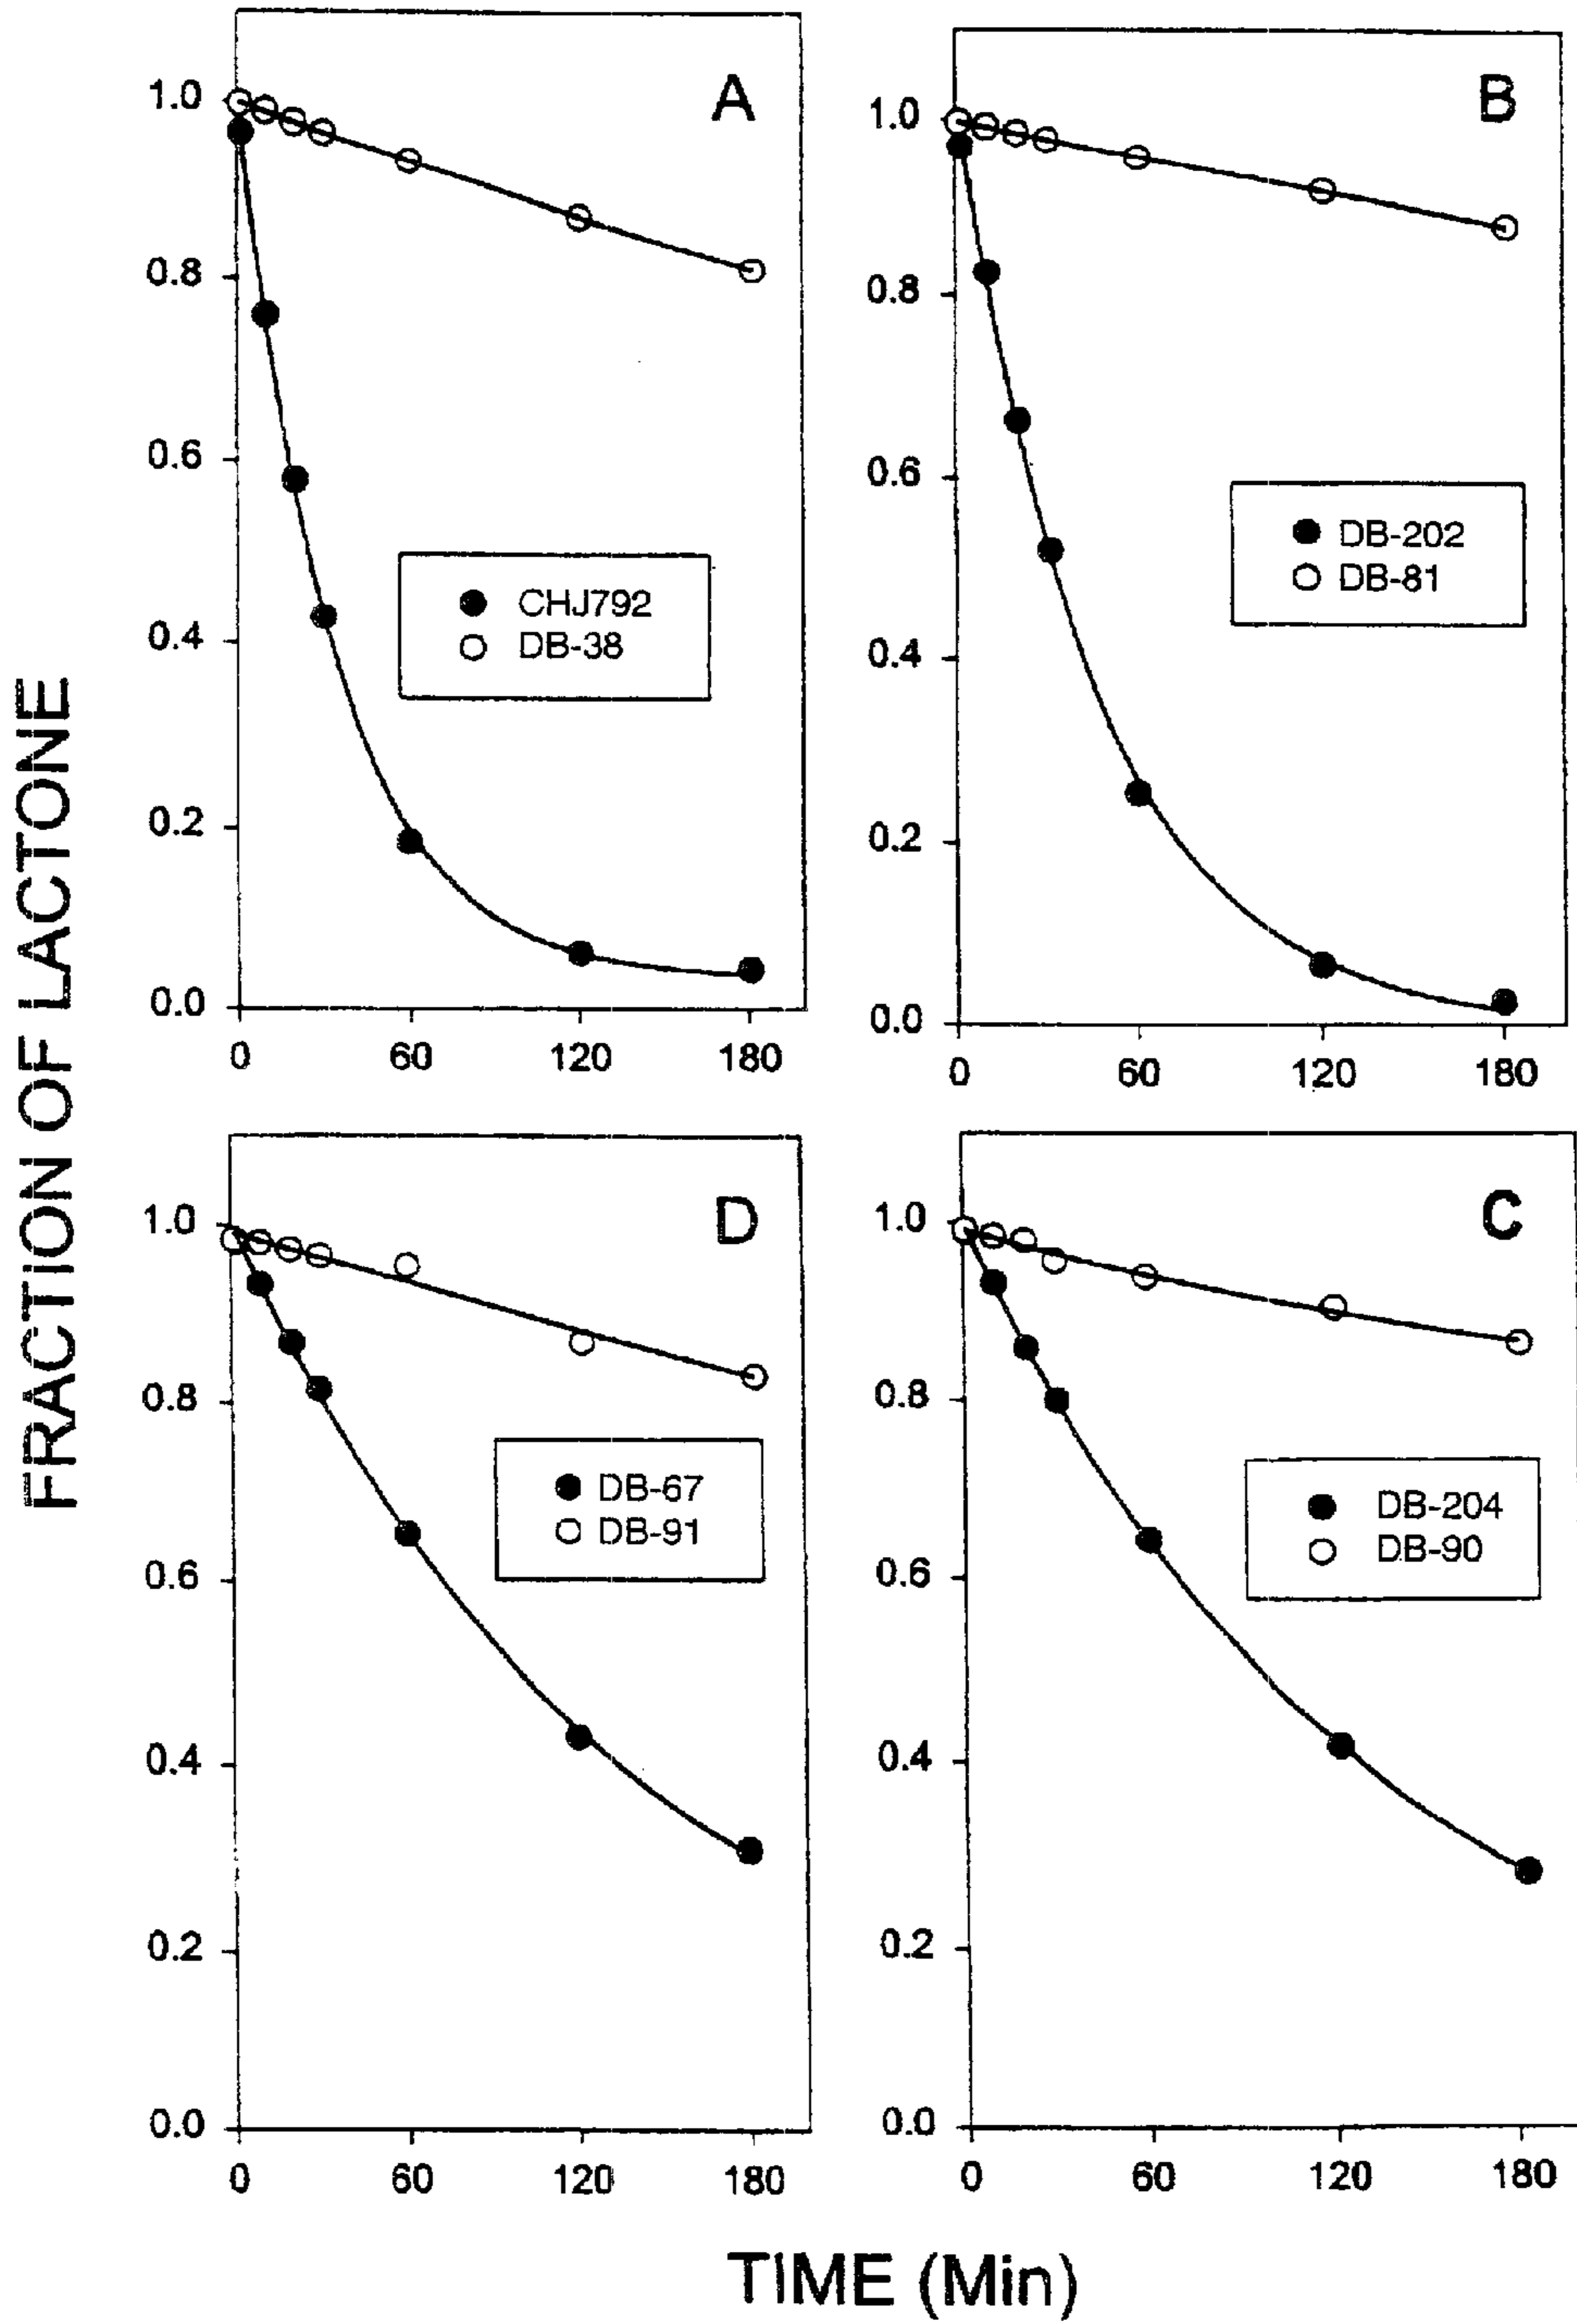 FRACTION OF LACTONE
A
1.0
0.8
0.6
0.4
0.2
0.0
CHJ792
DB-38
0 60 120 180
B
1.0
0.8
0.6
0.4
0.2
0.0
DB-202
DB-81
0 60 120 180
D
1.0
0.8
0.6
0.4
0.2
0.0
DB-67
DB-91
0 60 120 180
C
1.0
0.8
0.6
0.4
0.2
0.0
DB-204
DB-90
0 60 120 180
TIME (Min)